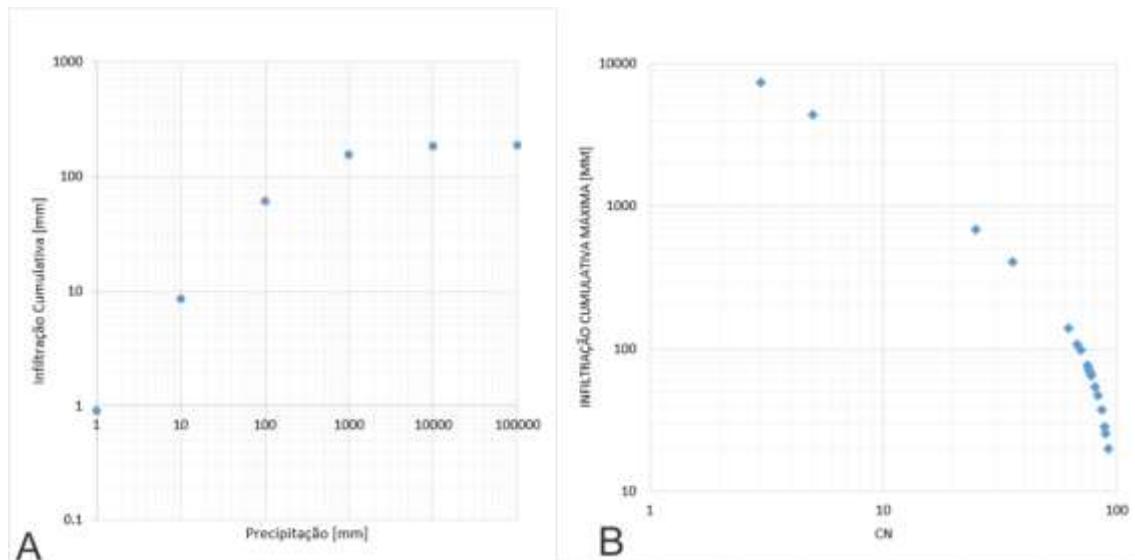 1000
100
10
1
0.1
Infiltração Cumulativa [mm]
1 10 100 1000 10000 100000
Precipitação [mm]
A
10000
1000
100
10
INFILTRAÇÃO CUMULATIVA MÁXIMA [MM]
1 10 100
CN
B